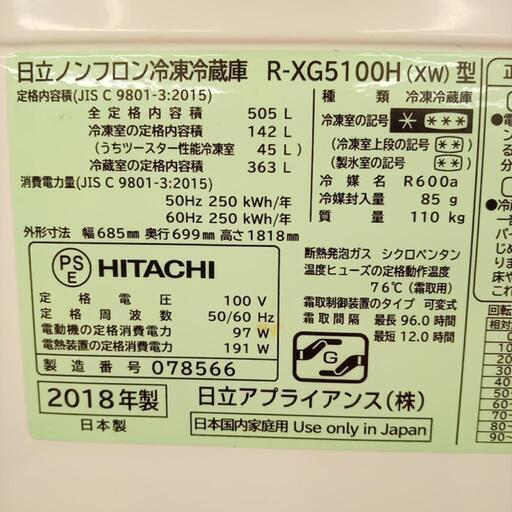 日立ノンフロン冷凍冷蔵庫 R-XG5100H(XW)型
定格内容積(JIS C 9801-3:2015)
全定格内容積 505 L
冷凍室の定格内容積 142 L
(うちツースター性能冷凍室 45 L)
冷蔵室の定格内容積 363 L
消費電力量(JIS C 9801-3:2015)
50Hz 250 kWh/年
60Hz 250 kWh/年
外形寸法 幅685mm 奥行699mm 高さ1818mm
PS
E
HITACHI
定格電圧 100 V
定格周波数 50/60 Hz
電動機の定格消費電力 97 W
電熱装置の定格消費電力 191 W
製造番号 078566
2018年製
日本製
種類 冷凍冷蔵庫
冷凍室の記号 * ***
(冷凍室上段の記号 **)
(製氷室の記号 **)
冷媒 R600a
冷媒封入量 85 g
質量 110 kg
断熱発泡ガス シクロペンタン
温度ヒューズの定格動作温度
76℃(霜取用)
霜取制御装置のタイプ 可変式
霜取間隔 最長 96.0 時間
最短 12.0 時間
G
日立アプライアンス(株)
日本国内家庭用 Use only in Japan
回転
0
10
20
30
40
50
60
70
80~
90~